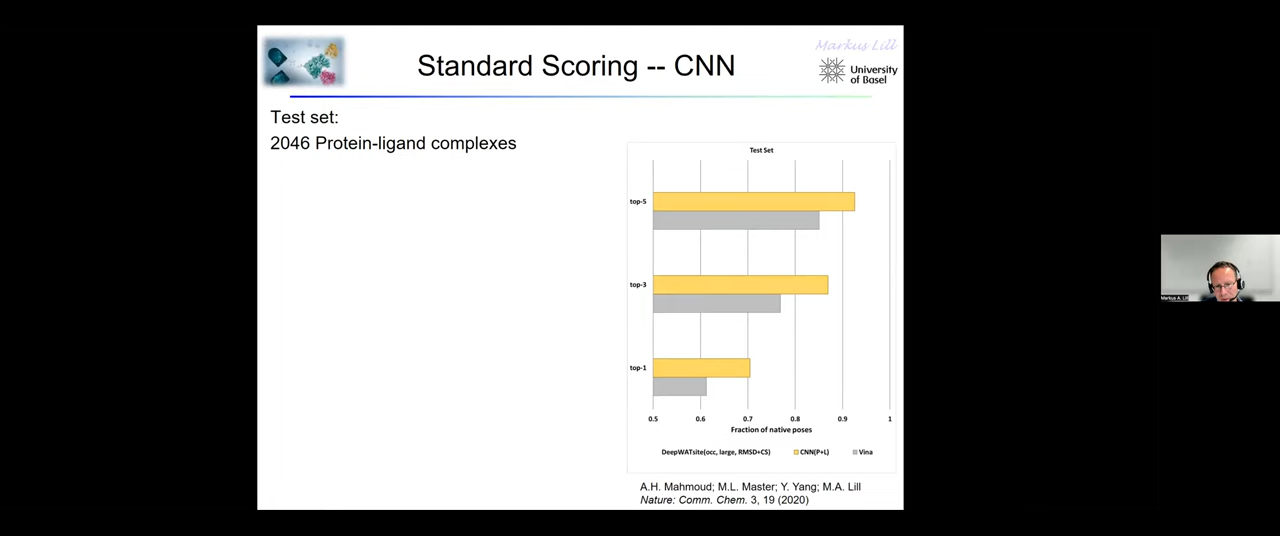 Standard Scoring -- CNN
Markus Lill
University
of Basel
Test set:
2046 Protein-ligand complexes
Test Set
top-5
top-3
top-1
0.5 0.6 0.7 0.8 0.9 1
Fraction of native poses
DeepWATsite(occ, large, RMSD+CS) CNN(P+L) Vina
A.H. Mahmoud; M.L. Master; Y. Yang; M.A. Lill
Nature: Comm. Chem. 3, 19 (2020)
Markus A. Lill